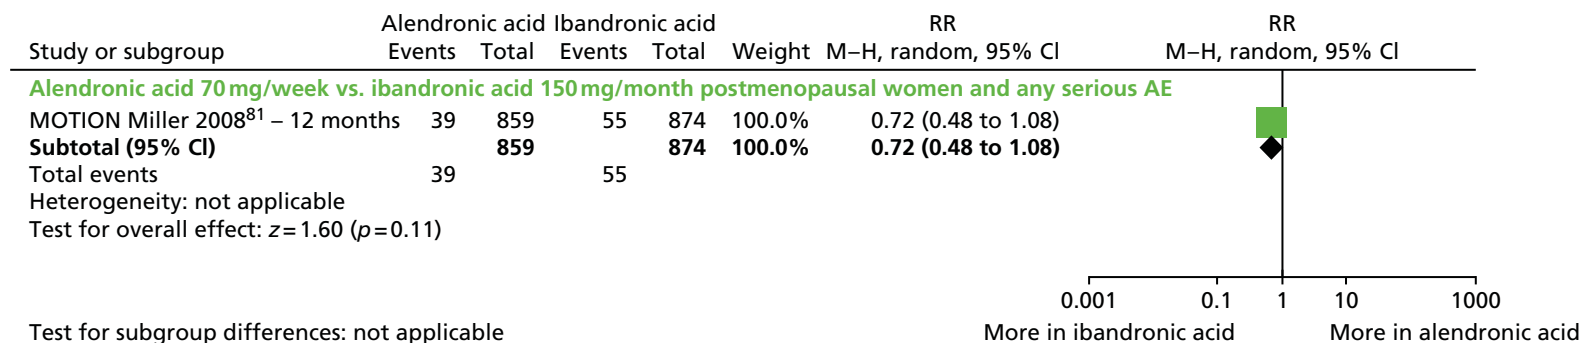 Alendronic acid Ibandronic acid RR RR
Study or subgroup Events Total Events Total Weight M–H, random, 95% CI M–H, random, 95% CI
Alendronic acid 70 mg/week vs. ibandronic acid 150 mg/month postmenopausal women and any serious AE
MOTION Miller 2008⁸¹ – 12 months 39 859 55 874 100.0% 0.72 (0.48 to 1.08)
Subtotal (95% CI) 859 874 100.0% 0.72 (0.48 to 1.08)
Total events 39 55
Heterogeneity: not applicable
Test for overall effect: z=1.60 (p=0.11)
0.001 0.1 1 10 1000
Test for subgroup differences: not applicable More in ibandronic acid More in alendronic acid